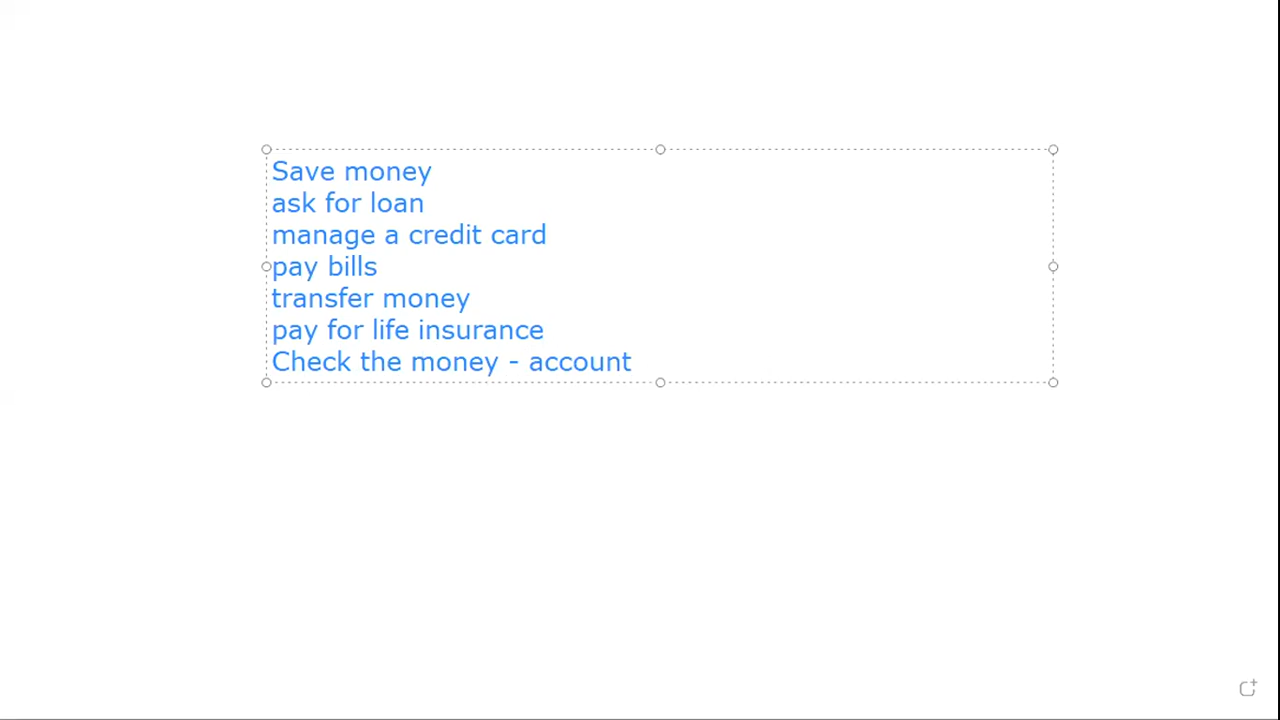 Save money
ask for loan
manage a credit card
pay bills
transfer money
pay for life insurance
Check the money - account